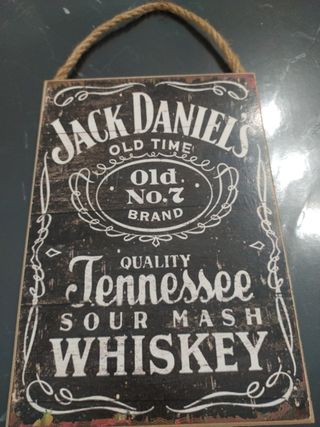 JACK DANIEL'S
OLD TIME
Old
No.7
BRAND
QUALITY
Tennessee
SOUR MASH
WHISKEY